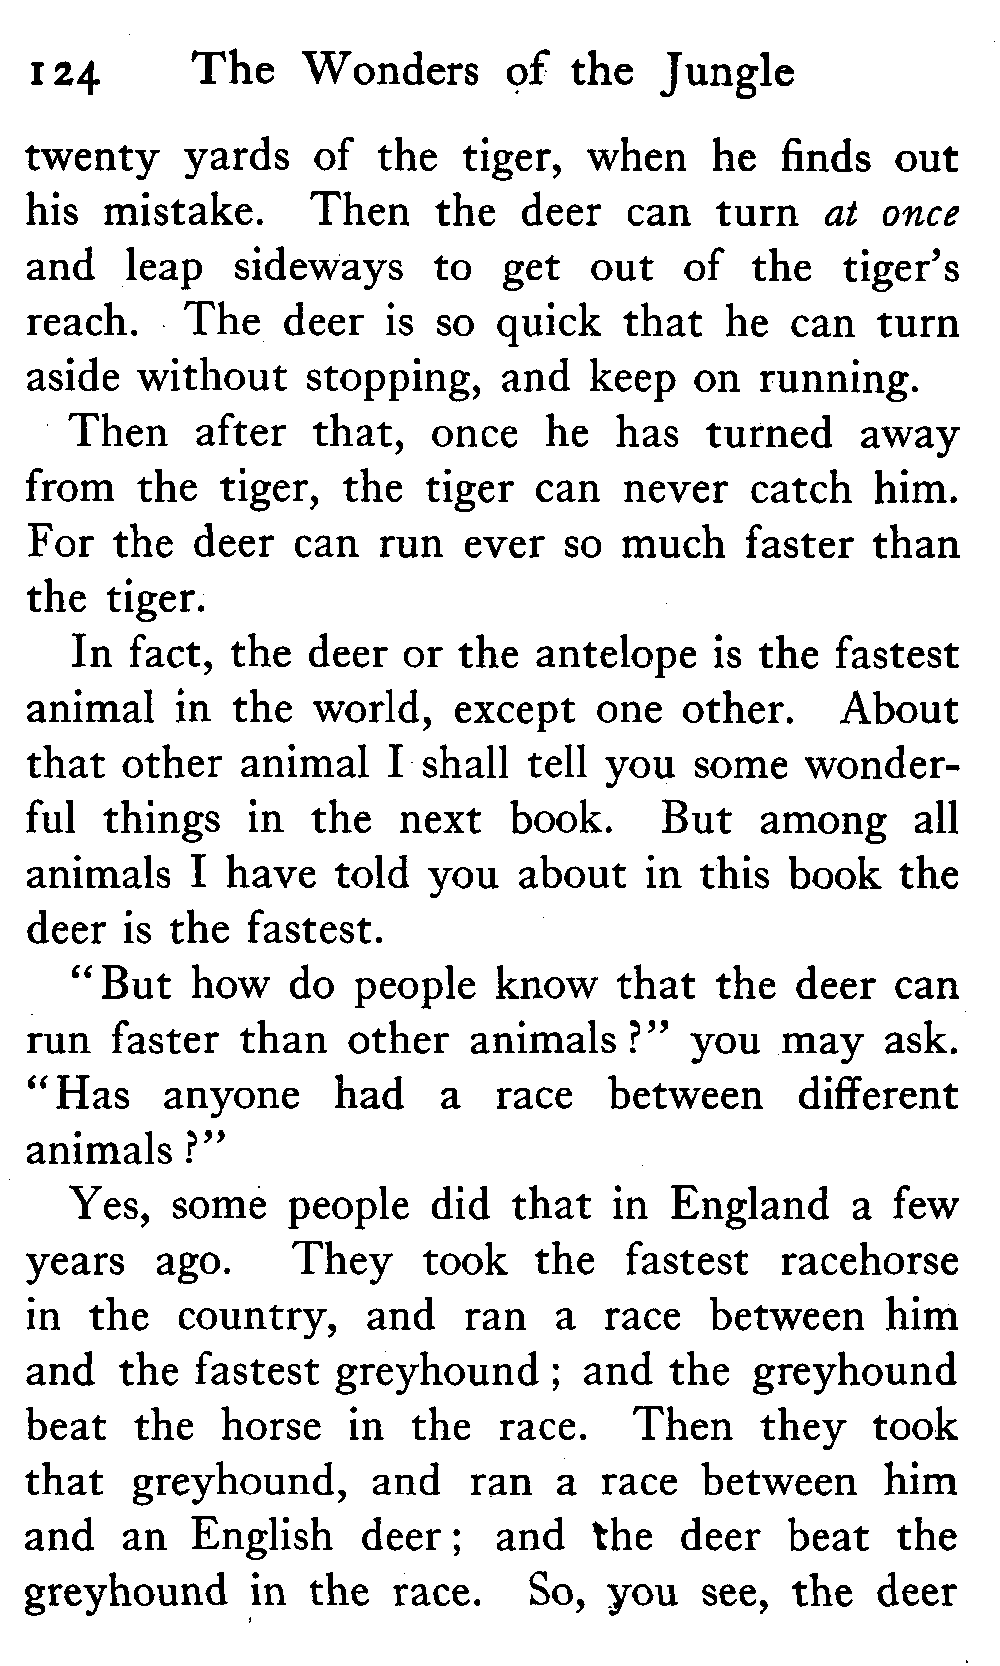 124 The Wonders of the Jungle
twenty yards of the tiger, when he finds out
his mistake. Then the deer can turn at once
and leap sideways to get out of the tiger's
reach. The deer is so quick that he can turn
aside without stopping, and keep on running.
Then after that, once he has turned away
from the tiger, the tiger can never catch him.
For the deer can run ever so much faster than
the tiger.
In fact, the deer or the antelope is the fastest
animal in the world, except one other. About
that other animal I shall tell you some wonder-
ful things in the next book. But among all
animals I have told you about in this book the
deer is the fastest.
"But how do people know that the deer can
run faster than other animals?" you may ask.
"Has anyone had a race between different
animals?"
Yes, some people did that in England a few
years ago. They took the fastest racehorse
in the country, and ran a race between him
and the fastest greyhound; and the greyhound
beat the horse in the race. Then they took
that greyhound, and ran a race between him
and an English deer; and the deer beat the
greyhound in the race. So, you see, the deer